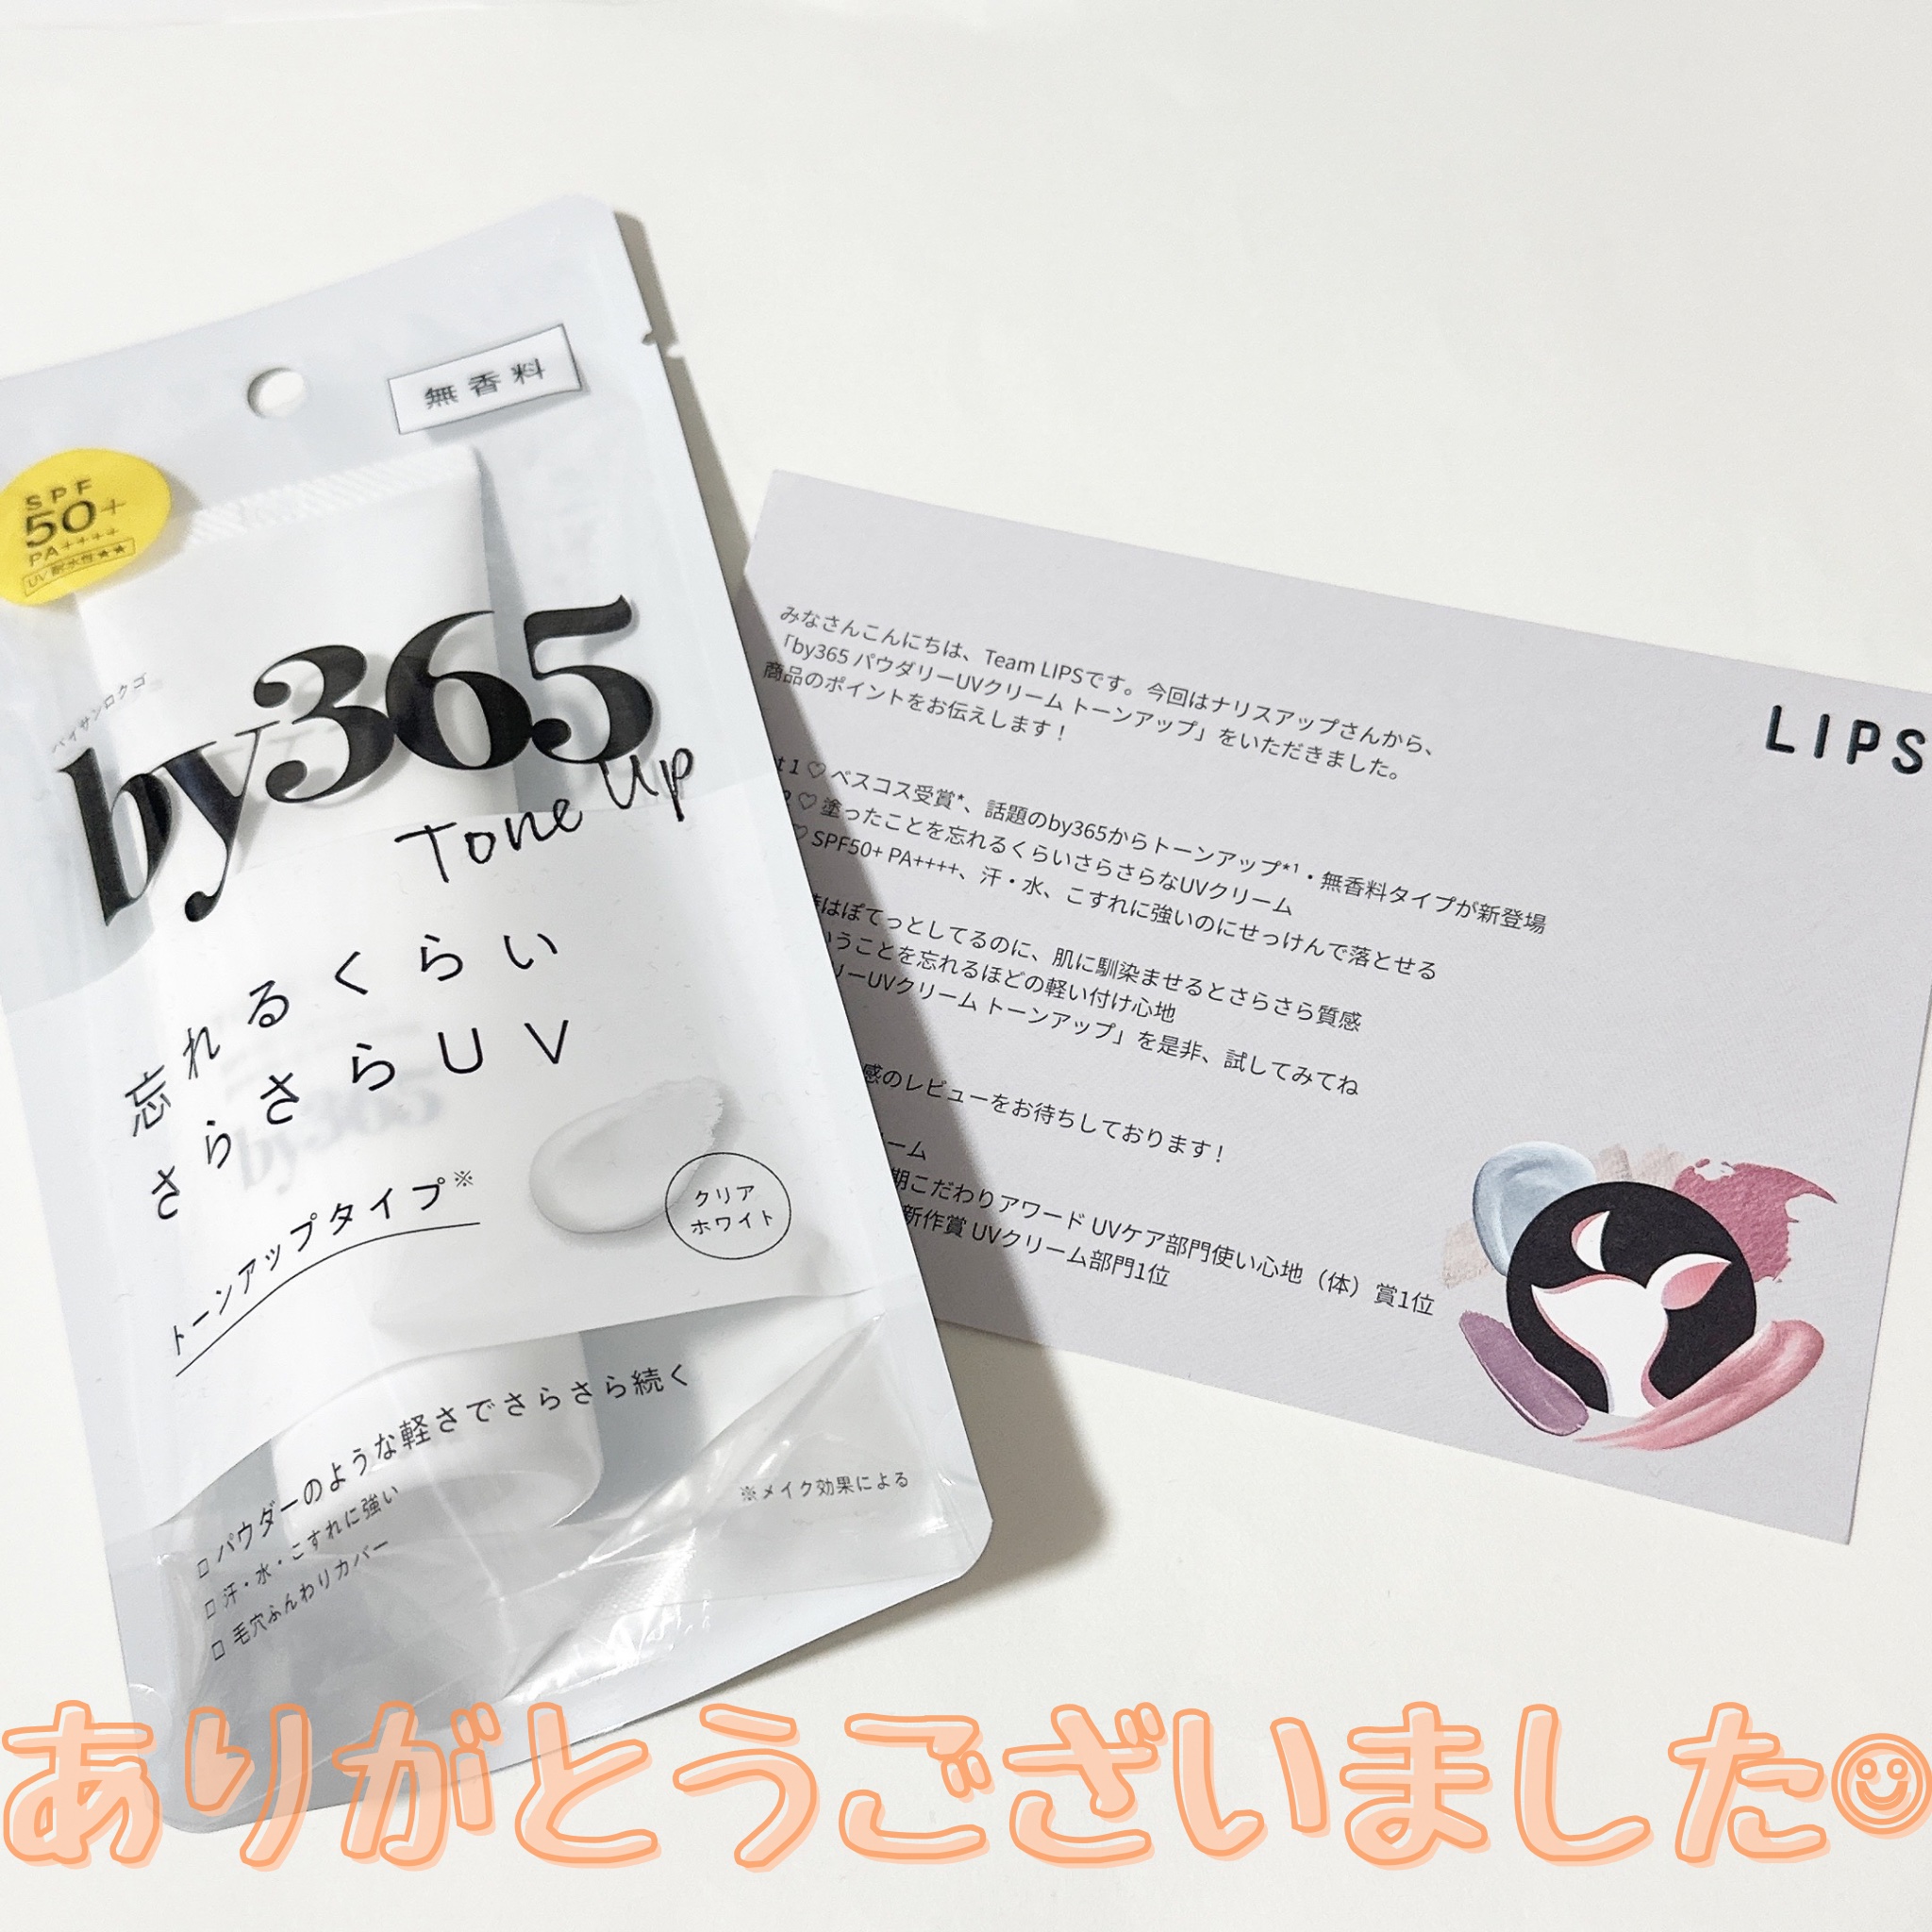 無香料
SPF
50+
PA++++
UV耐水性★★
バイサンロクゴ
by365
Tone Up
忘れるくらい
さらさらUV
トーンアップタイプ※
クリア
ホワイト
パウダーのような軽さでさらさら続く
汗・水・こすれに強い
毛穴ふんわりカバー
※メイク効果による
LIPS
みなさんこんにちは、Team LIPSです。今回はナリスアップさんから、
「by365 パウダリーUVクリーム トーンアップ」をいただきました。
商品のポイントをお伝えします！
t 1 ♡ ベスコス受賞*、話題のby365からトーンアップ*¹・無香料タイプが新登場
2 ♡ 塗ったことを忘れるくらいさらさらなUVクリーム
♡ SPF50+ PA++++、汗・水、こすれに強いのにせっけんで落とせる
はぽてっとしてるのに、肌に馴染ませるとさらさら質感
いうことを忘れるほどの軽い付け心地
リーUVクリーム トーンアップ」を是非、試してみてね
感のレビューをお待ちしております！
ーム
期こだわりアワード UVケア部門使い心地（体）賞1位
新作賞 UVクリーム部門1位
ありがとうございました☺